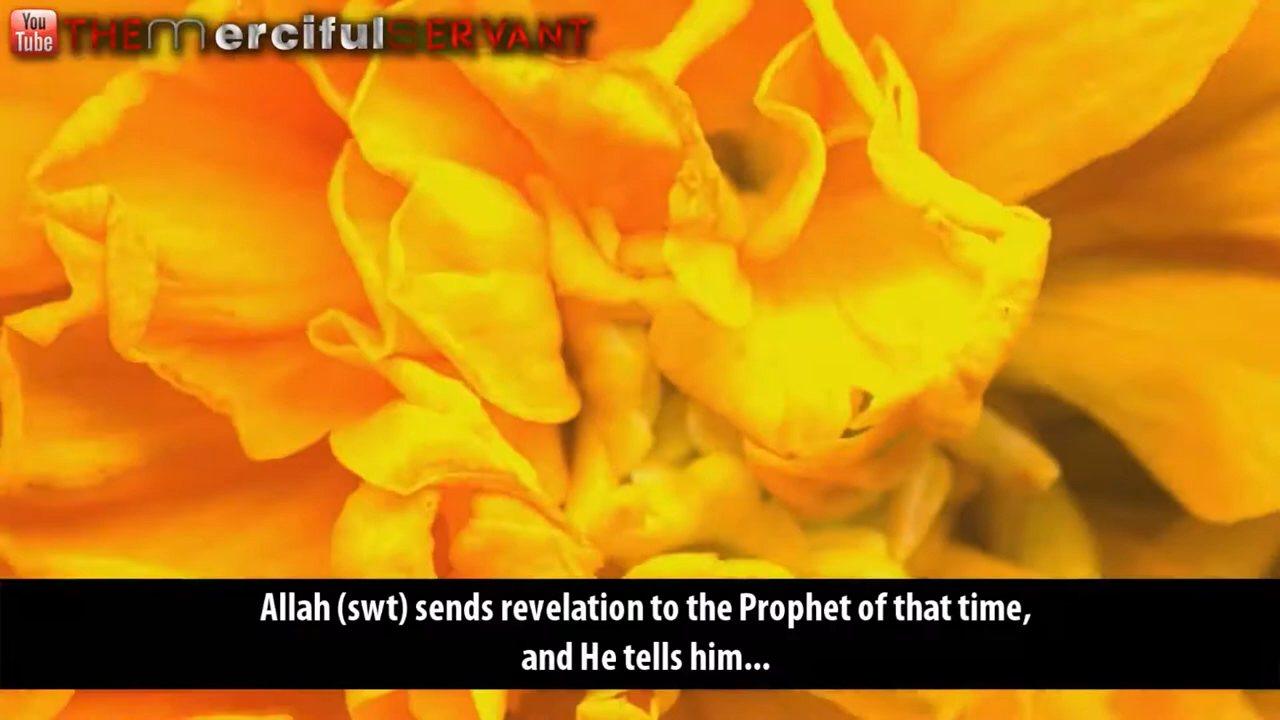 You
Tube
THEmercifulSERVANT
Allah (swt) sends revelation to the Prophet of that time,
and He tells him...